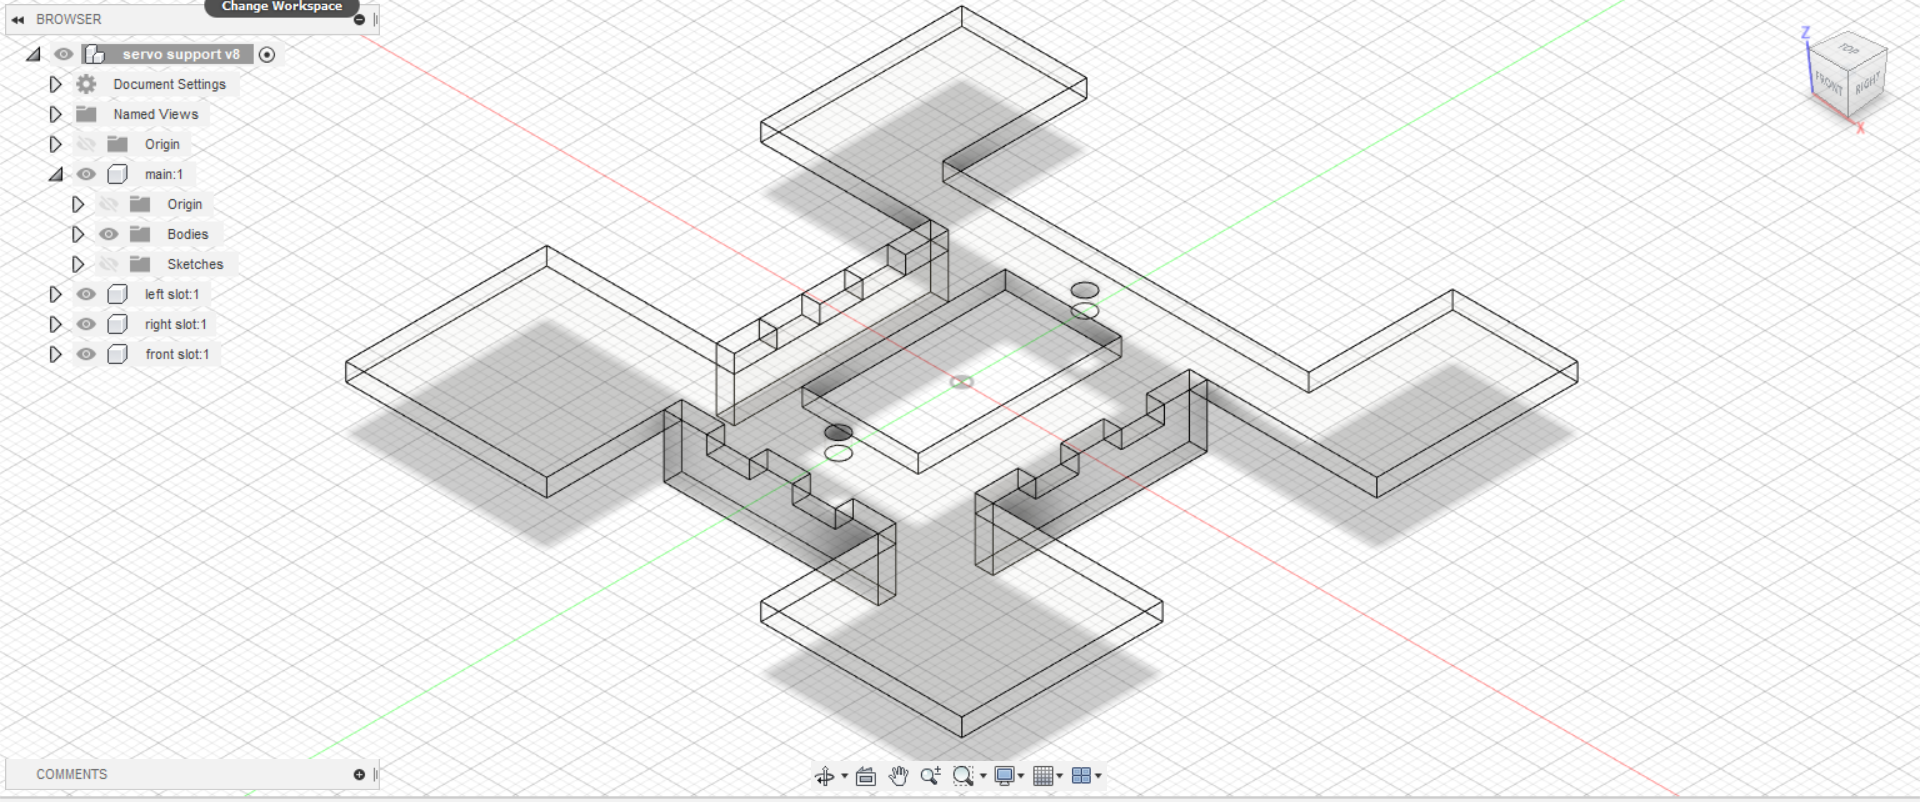 Change Workspace
BROWSER
servo support v8
Document Settings
Named Views
Origin
main:1
Origin
Bodies
Sketches
left slot:1
right slot:1
front slot:1
COMMENTS
Z
TOP
FRONT
RIGHT
X